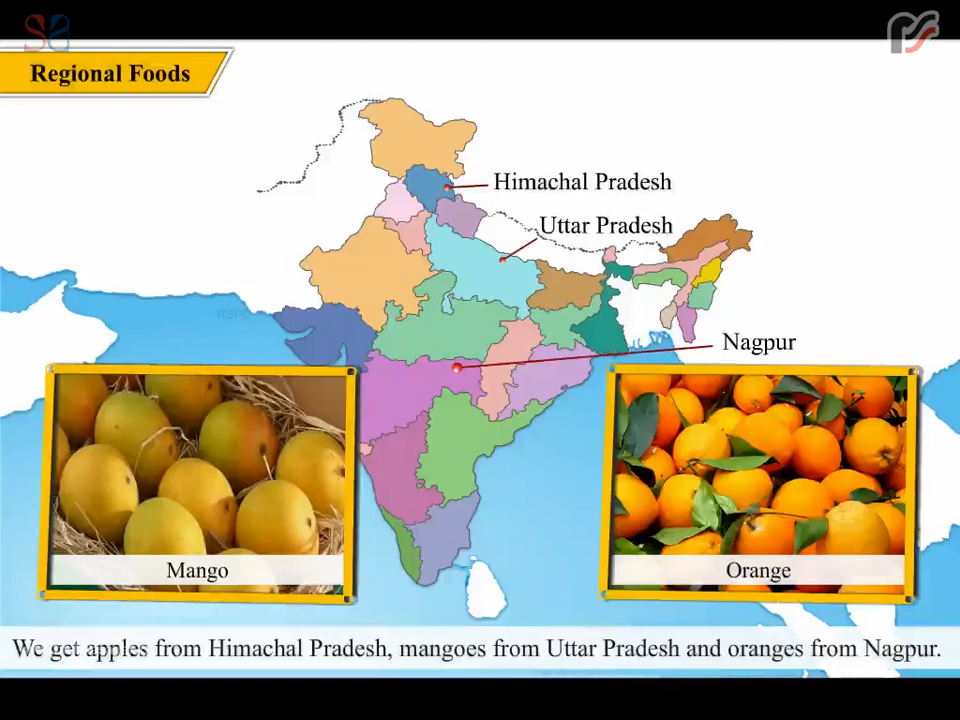 Regional Foods
Himachal Pradesh
Uttar Pradesh
RSPL
Nagpur
Mango
Orange
We get apples from Himachal Pradesh, mangoes from Uttar Pradesh and oranges from Nagpur.